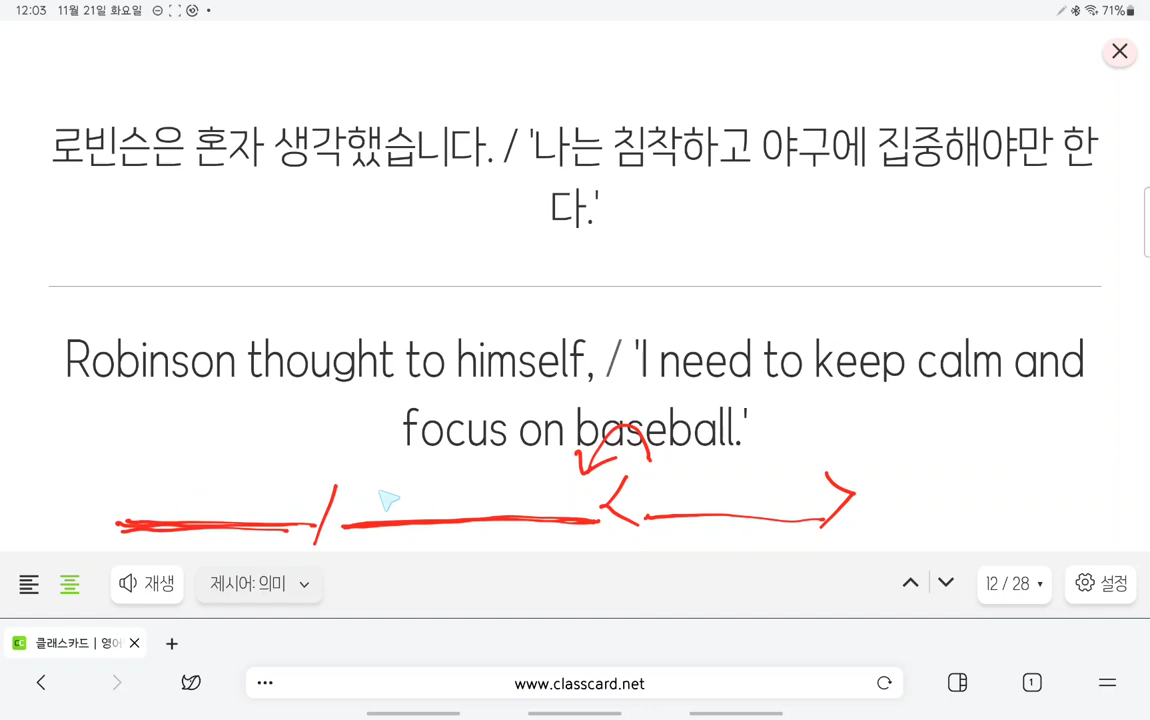 12:03 11월 21일 화요일
71%
로빈슨은 혼자 생각했습니다. / '나는 침착하고 야구에 집중해야만 한
다.'
Robinson thought to himself, / 'I need to keep calm and
focus on baseball.'
재생 제시어: 의미 12 / 28 설정
클래스카드 | 영어
www.classcard.net
1